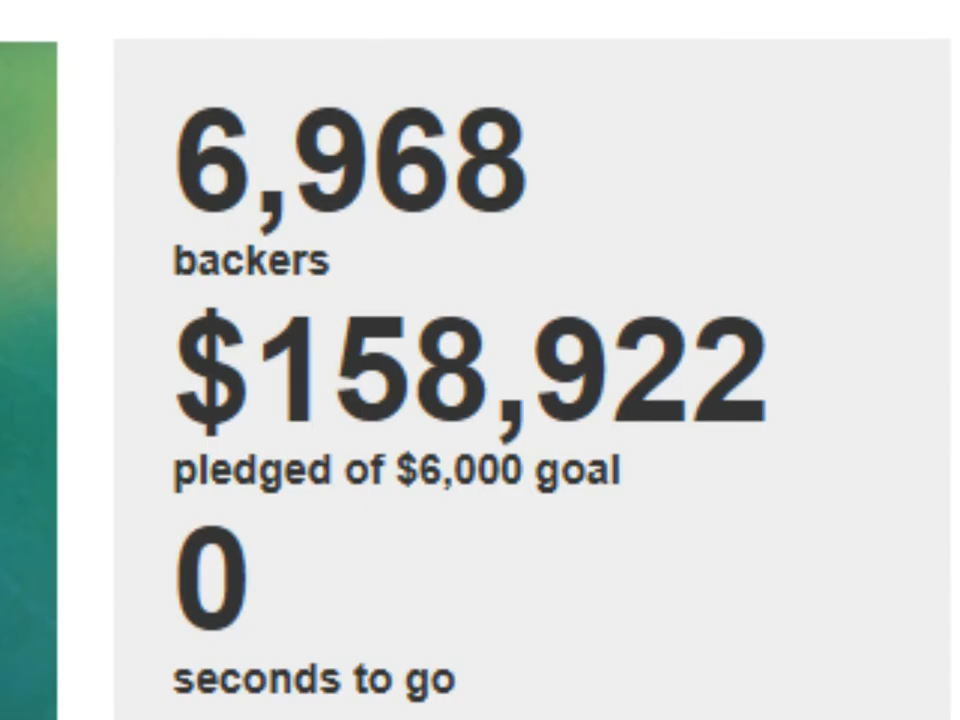 6,968
backers
$158,922
pledged of $6,000 goal
0
seconds to go